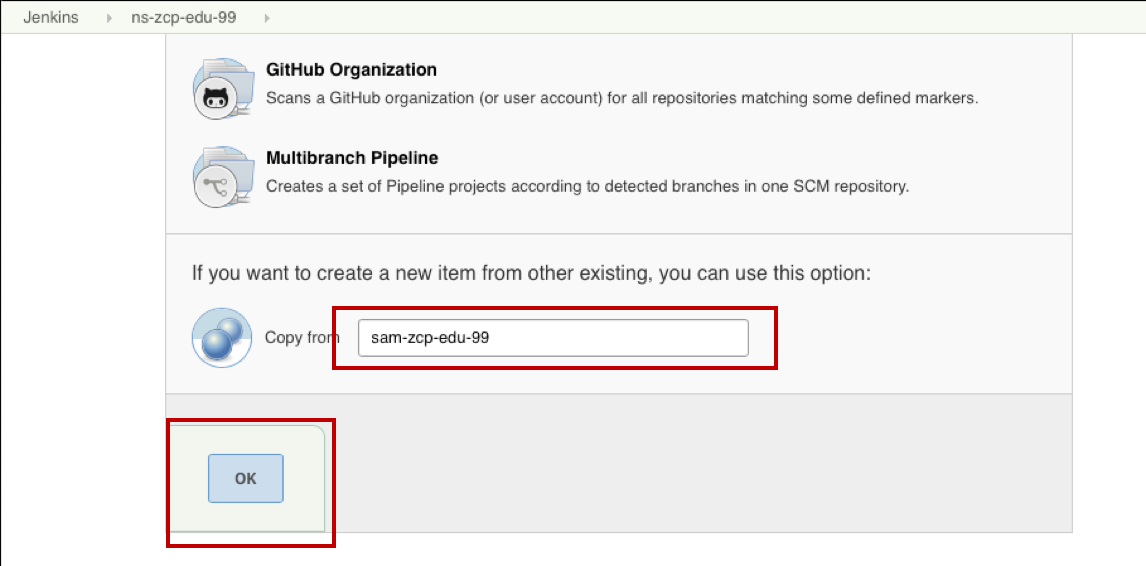 Jenkins ns-zcp-edu-99
GitHub Organization
Scans a GitHub organization (or user account) for all repositories matching some defined markers.
Multibranch Pipeline
Creates a set of Pipeline projects according to detected branches in one SCM repository.
If you want to create a new item from other existing, you can use this option:
Copy from sam-zcp-edu-99
OK